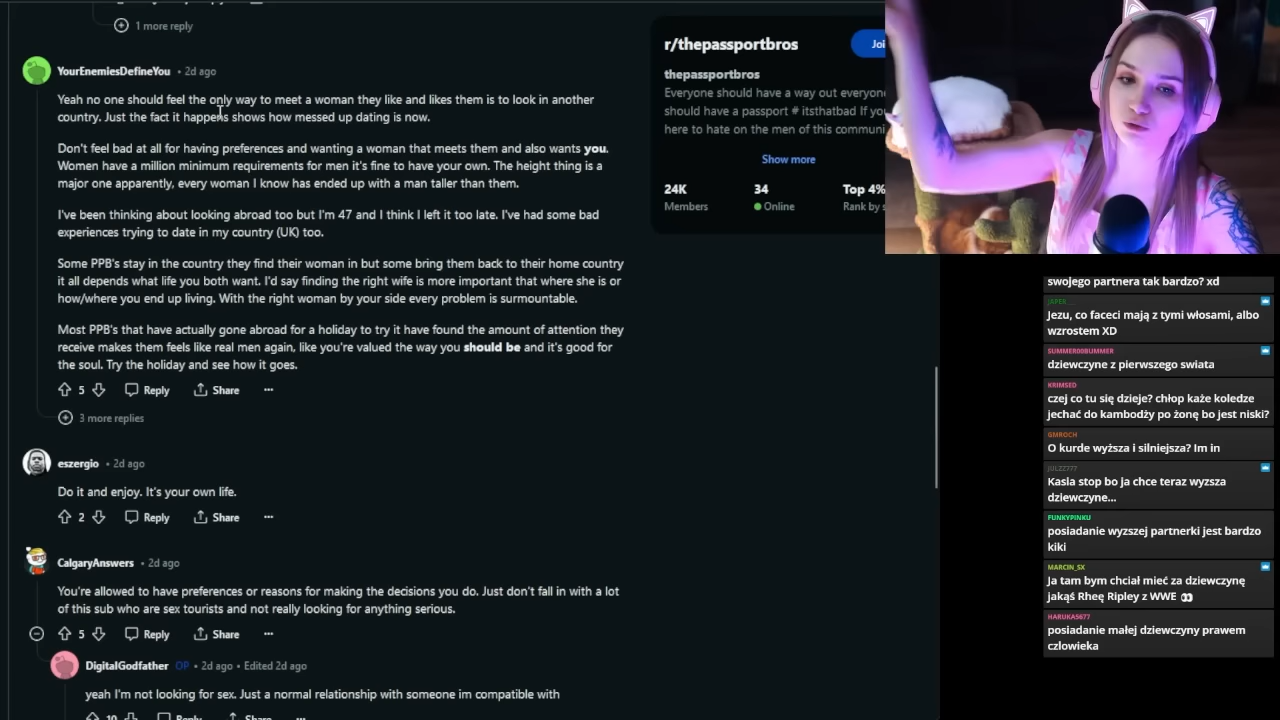 1 more reply
YourEnemiesDefineYou • 2d ago
Yeah no one should feel the only way to meet a woman they like and likes them is to look in another
country. Just the fact it happens shows how messed up dating is now.
Don't feel bad at all for having preferences and wanting a woman that meets them and also wants you.
Women have a million minimum requirements for men it's fine to have your own. The height thing is a
major one apparently, every woman I know has ended up with a man taller than them.
I've been thinking about looking abroad too but I'm 47 and I think I left it too late. I've had some bad
experiences trying to date in my country (UK) too.
Some PPB's stay in the country they find their woman in but some bring them back to their home country
it all depends what life you both want. I'd say finding the right wife is more important that where she is or
how/where you end up living. With the right woman by your side every problem is surmountable.
Most PPB's that have actually gone abroad for a holiday to try it have found the amount of attention they
receive makes them feels like real men again, like you're valued the way you should be and it's good for
the soul. Try the holiday and see how it goes.
5 Reply Share
3 more replies
eszergio • 2d ago
Do it and enjoy. It's your own life.
2 Reply Share
CalgaryAnswers • 2d ago
You're allowed to have preferences or reasons for making the decisions you do. Just don't fall in with a lot
of this sub who are sex tourists and not really looking for anything serious.
5 Reply Share
DigitalGodfather OP • 2d ago • Edited 2d ago
yeah I'm not looking for sex. Just a normal relationship with someone im compatible with
10 Reply Share
r/thepassportbros
Joi
thepassportbros
Everyone should have a way out everyone
should have a passport # itsthatbad If you
here to hate on the men of this communi
Show more
24K 34 Top 4%
Members Online Rank by s
swojego partnera tak bardzo? xd
Jezu, co faceci mają z tymi włosami, albo
wzrostem XD
SUMMER00BUMMER
dziewczyne z pierwszego swiata
KRIMSED
czej co tu się dzieje? chłop każe koledze
jechać do kambodży po żonę bo jest niski?
GMROCH
O kurde wyższa i silniejsza? Im in
JULZZ777
Kasia stop bo ja chce teraz wyzsza
dziewczyne...
FUNKYPINKU
posiadanie wyzszej partnerki jest bardzo
kiki
MARCIN_SX
Ja tam bym chciał mieć za dziewczynę
jakąś Rheę Ripley z WWE 👀
HARUKA5677
posiadanie małej dziewczyny prawem
czlowieka